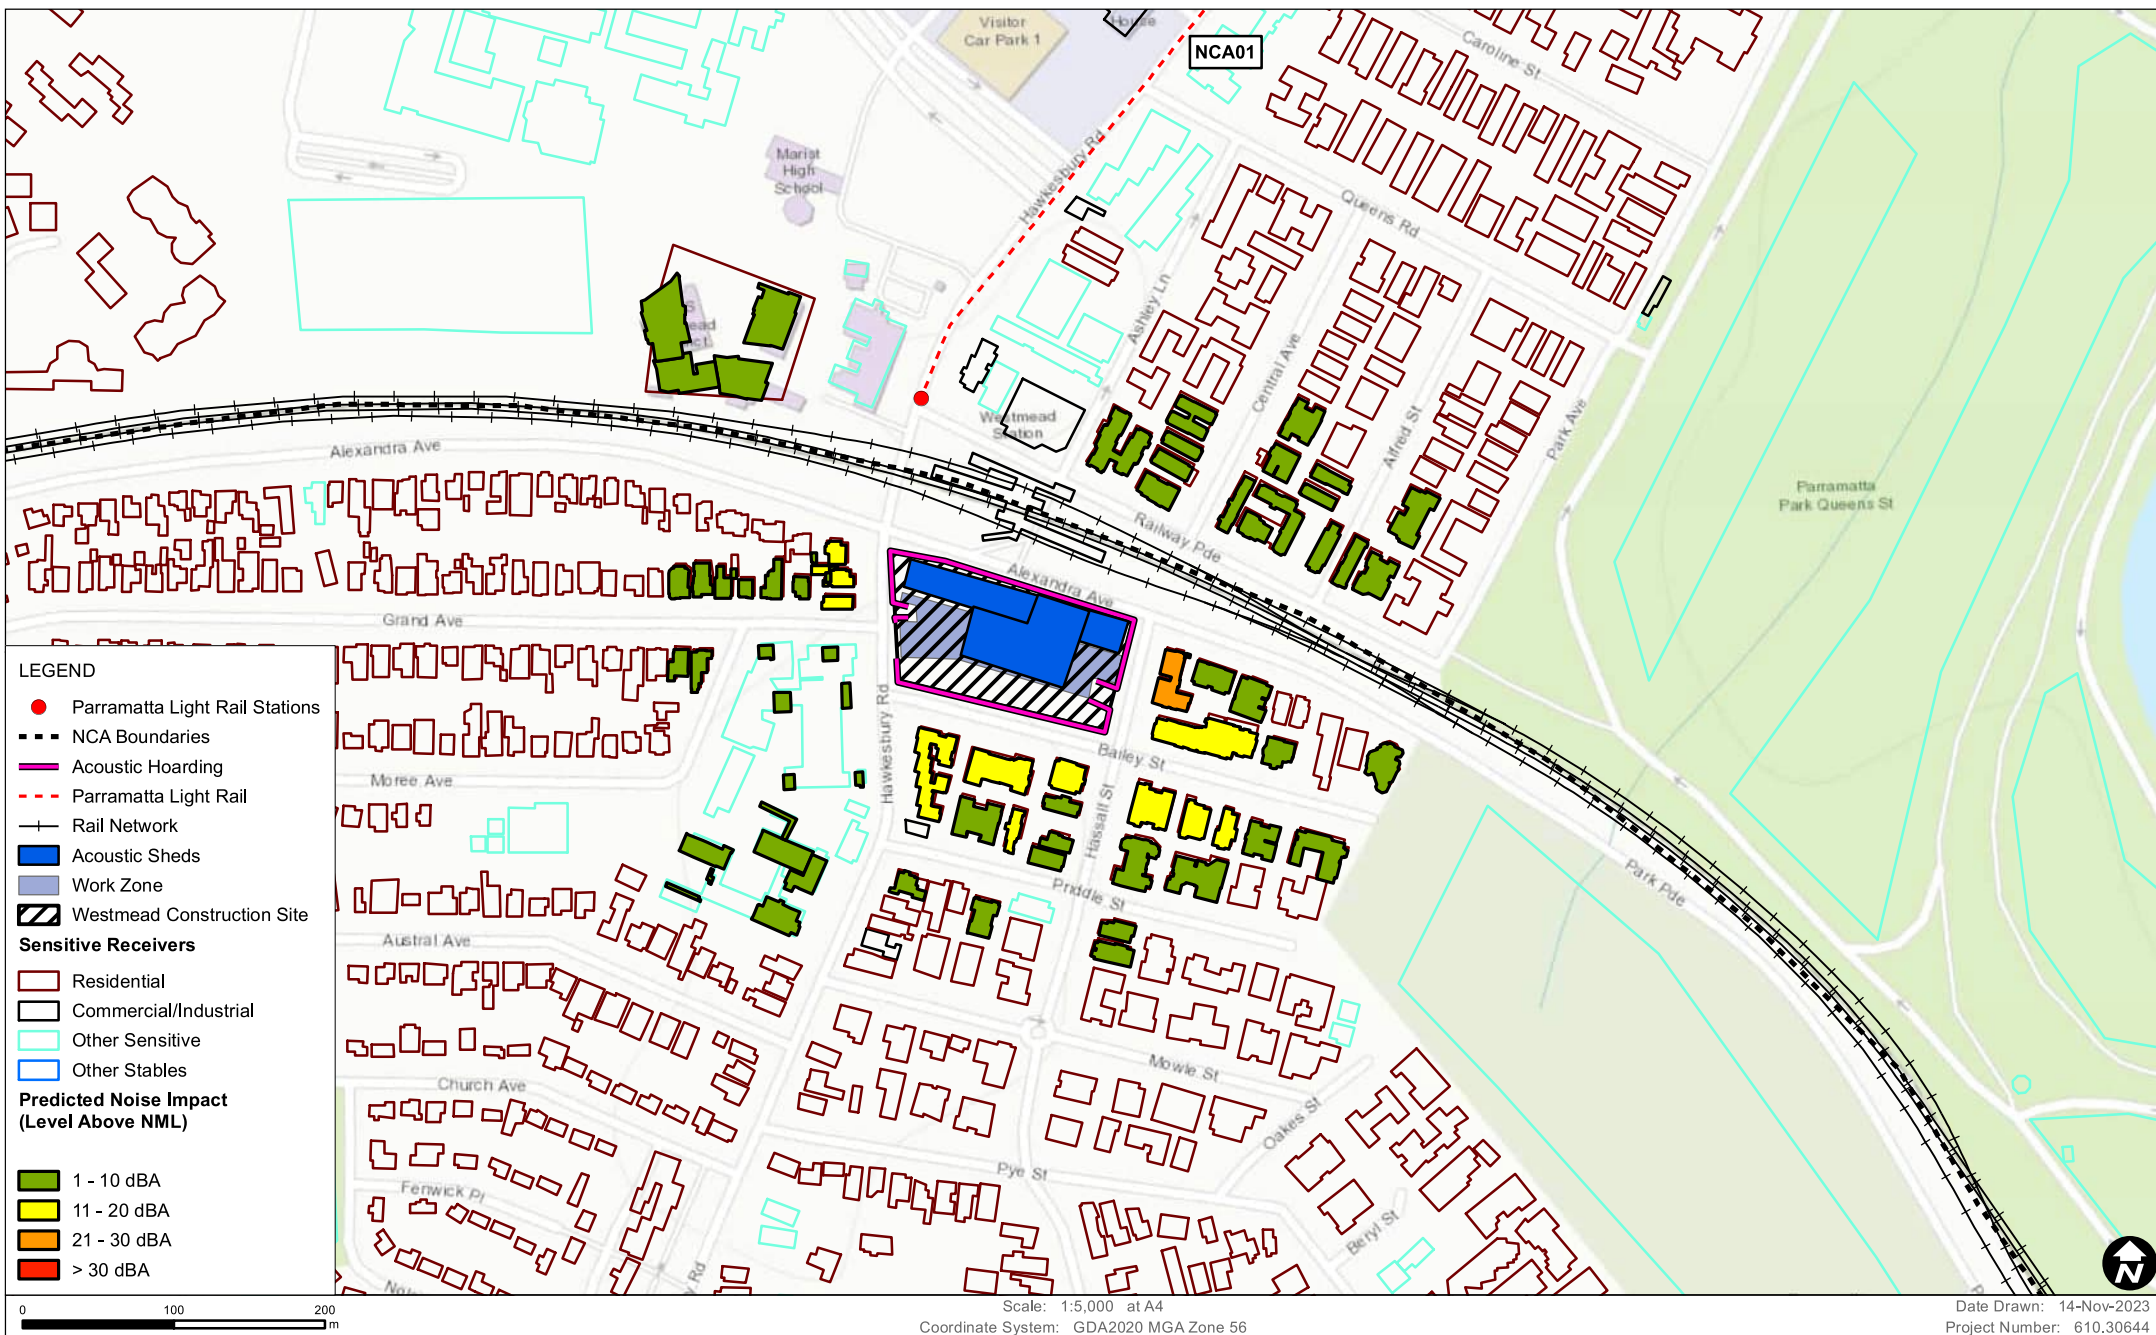 Visitor
Car Park 1
House
NCA01
Caroline St
Marist
High
School
Hawkesbury Rd
Queens Rd
Ashley Ln
Central Ave
Alfred St
Park Ave
Westmead
Station
Parramatta
Park Queens St
Alexandra Ave
Railway Pde
Alexandra Ave
Grand Ave
Hawkesbury Rd
Bailey St
Hassall St
Moree Ave
Priddle St
Park Pde
Austral Ave
Mowle St
Church Ave
Oakes St
Pye St
Fenwick Pl
Beryl St
LEGEND
Parramatta Light Rail Stations
NCA Boundaries
Acoustic Hoarding
Parramatta Light Rail
Rail Network
Acoustic Sheds
Work Zone
Westmead Construction Site
Sensitive Receivers
Residential
Commercial/Industrial
Other Sensitive
Other Stables
Predicted Noise Impact
(Level Above NML)
1 - 10 dBA
11 - 20 dBA
21 - 30 dBA
> 30 dBA
N
0 100 200
m
Scale: 1:5,000 at A4
Coordinate System: GDA2020 MGA Zone 56
Date Drawn: 14-Nov-2023
Project Number: 610.30644